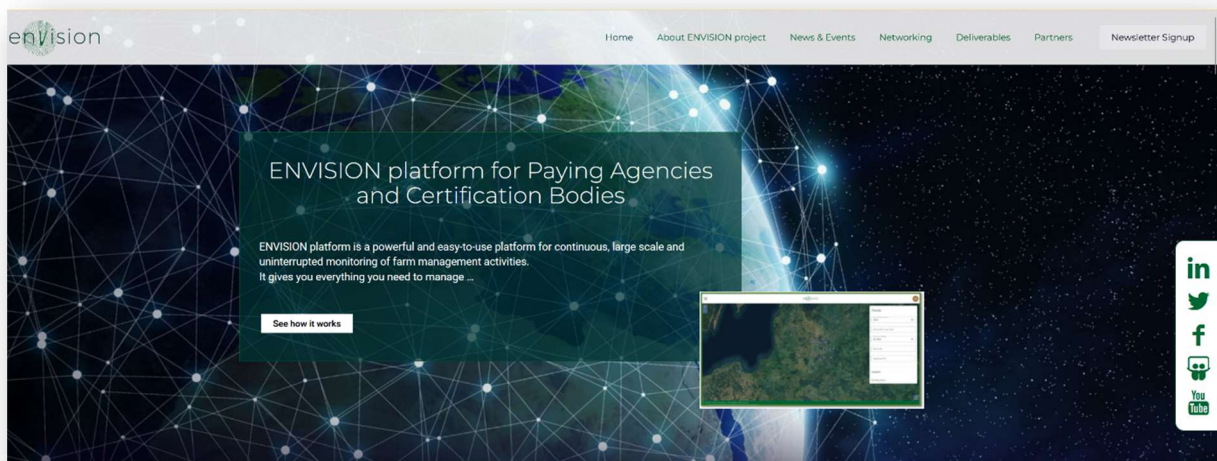 envision
Home About ENVISION project News & Events Networking Deliverables Partners Newsletter Signup
ENVISION platform for Paying Agencies
and Certification Bodies
ENVISION platform is a powerful and easy-to-use platform for continuous, large scale and
uninterrupted monitoring of farm management activities.
It gives you everything you need to manage ...
See how it works
in
f
You
Tube